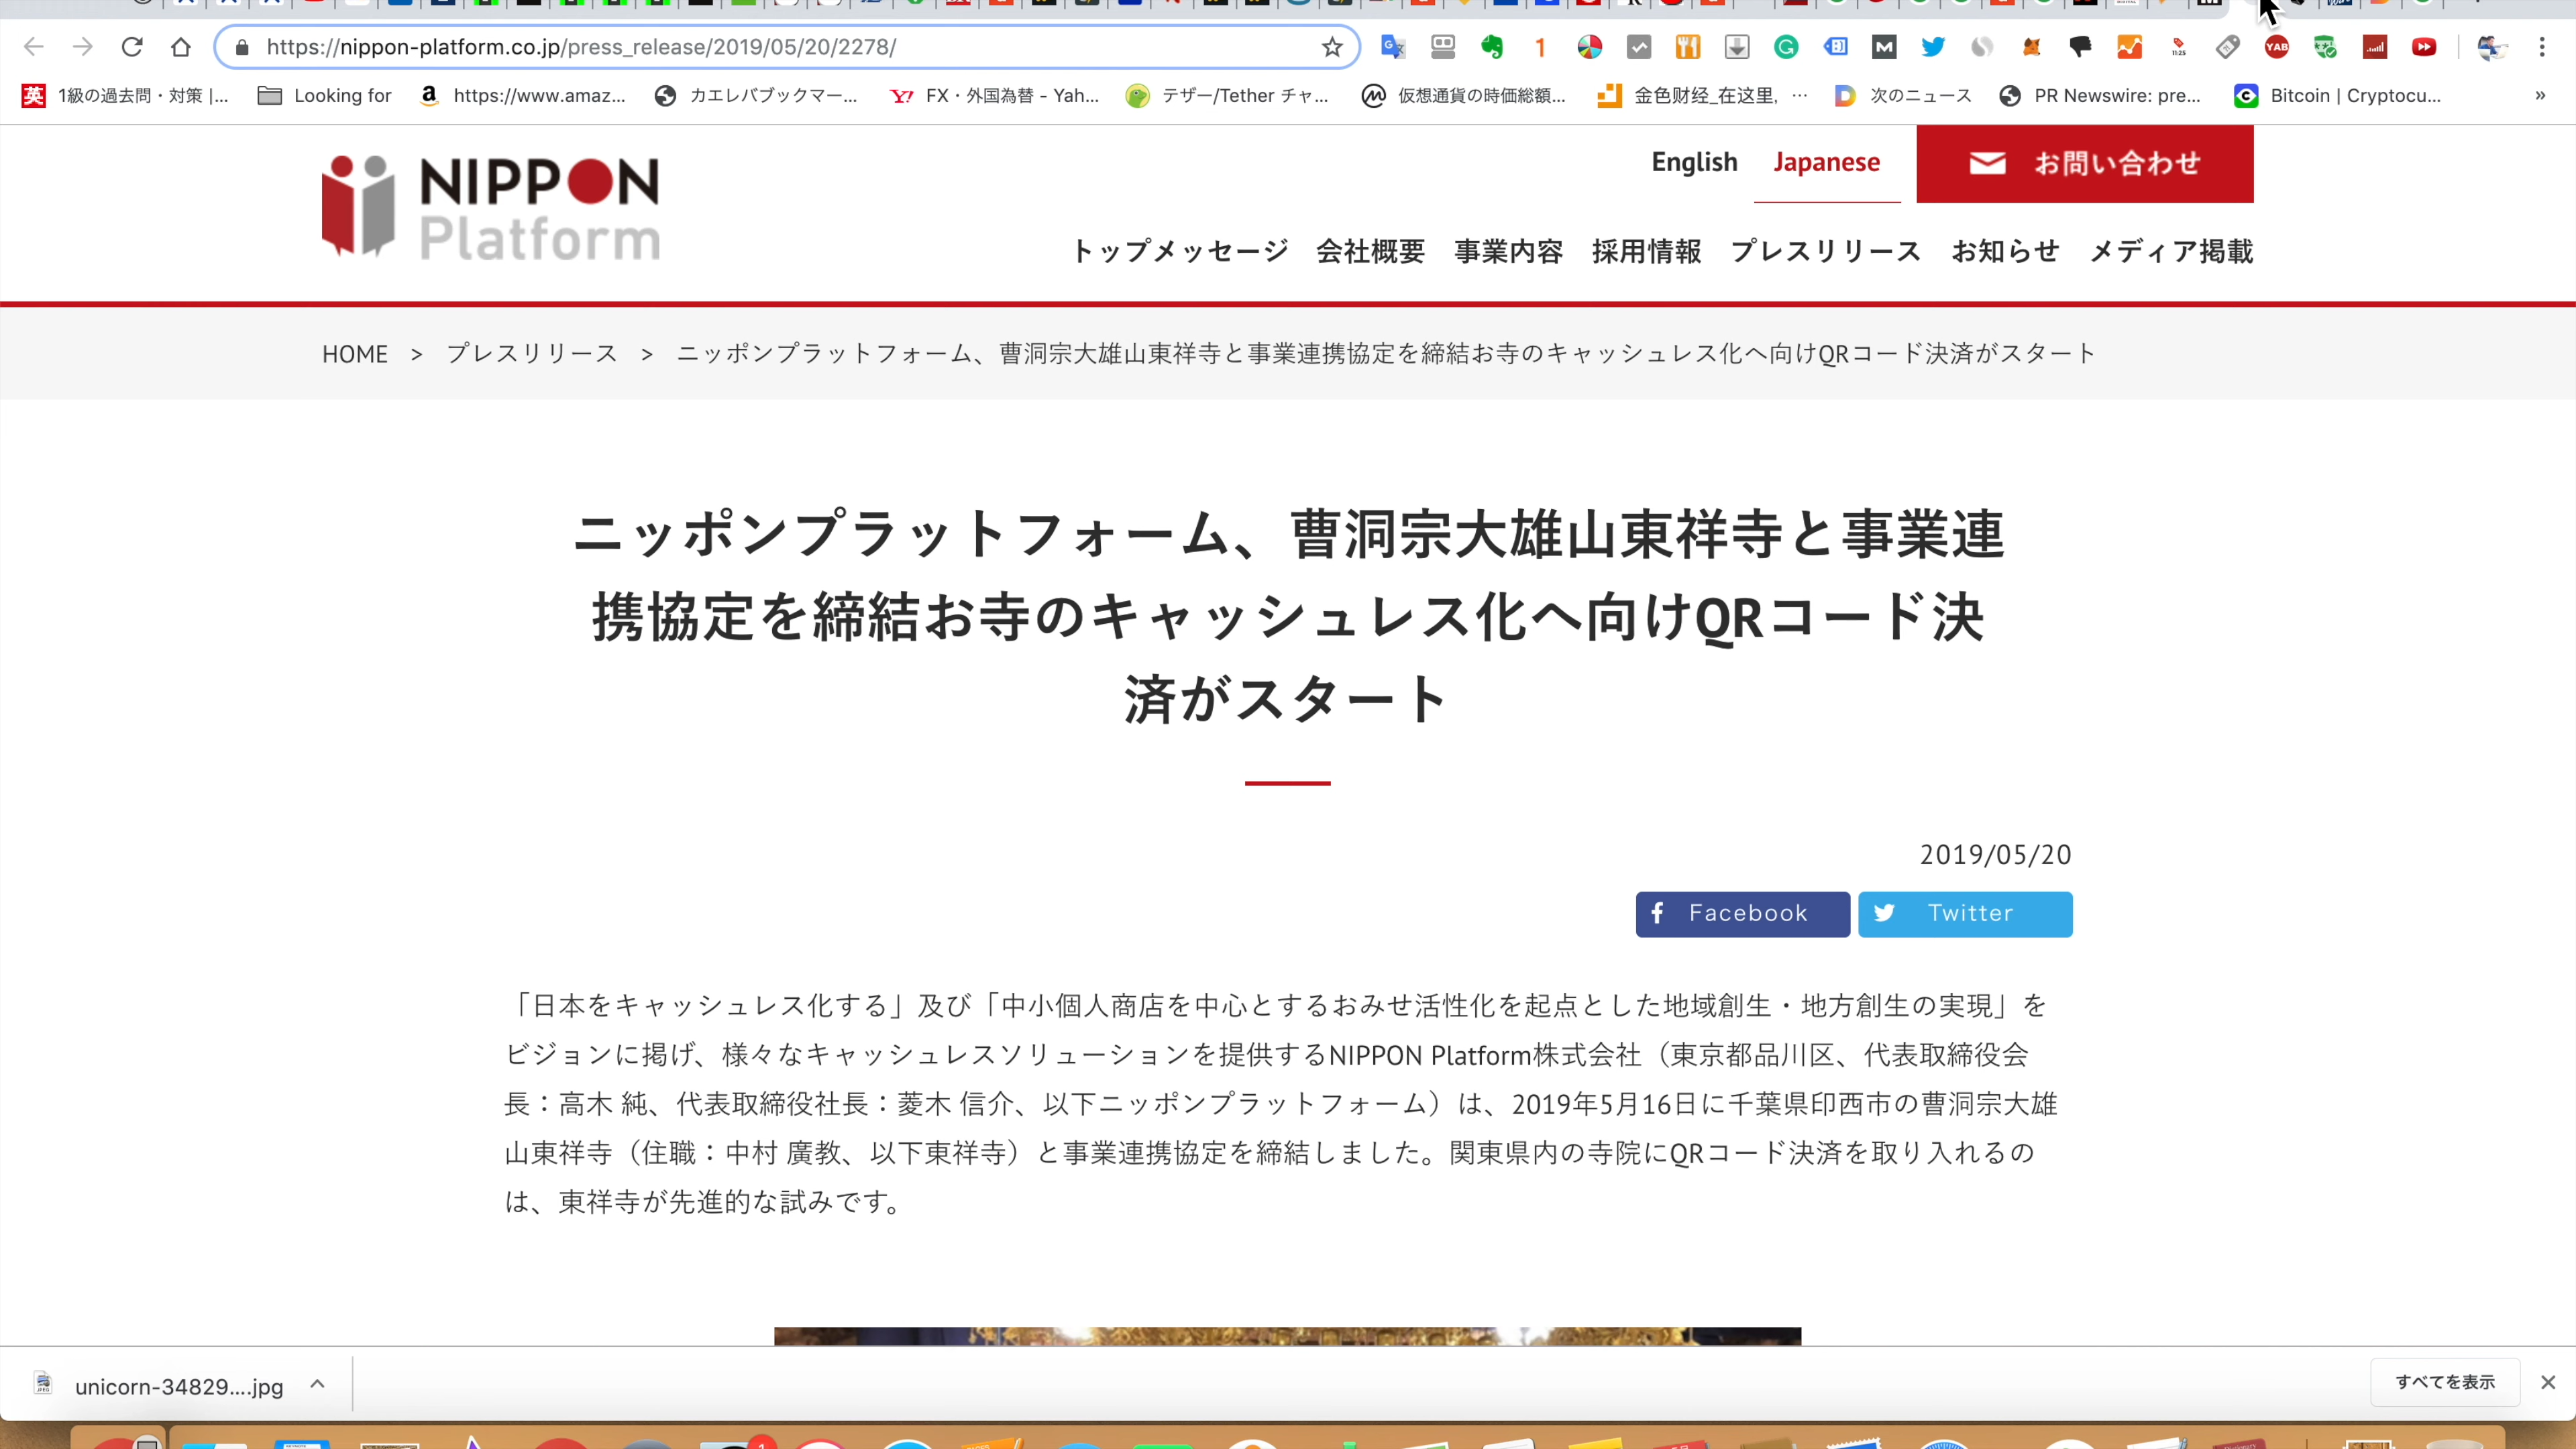 https://nippon-platform.co.jp/press_release/2019/05/20/2278/
英 1級の過去問・対策 |... Looking for https://www.amaz... カエレバブックマー... Y! FX・外国為替 - Yah... テザー/Tether チャ... 仮想通貨の時価総額... 金色财经_在这里, ... 次のニュース PR Newswire: pre... Bitcoin | Cryptocu... »
NIPPON Platform
English Japanese お問い合わせ
トップメッセージ 会社概要 事業内容 採用情報 プレスリリース お知らせ メディア掲載
HOME > プレスリリース > ニッポンプラットフォーム、曹洞宗大雄山東祥寺と事業連携協定を締結お寺のキャッシュレス化へ向けQRコード決済がスタート
ニッポンプラットフォーム、曹洞宗大雄山東祥寺と事業連
携協定を締結お寺のキャッシュレス化へ向けQRコード決
済がスタート
2019/05/20
Facebook Twitter
「日本をキャッシュレス化する」及び「中小個人商店を中心とするおみせ活性化を起点とした地域創生・地方創生の実現」を
ビジョンに掲げ、様々なキャッシュレスソリューションを提供するNIPPON Platform株式会社（東京都品川区、代表取締役会
長：高木 純、代表取締役社長：菱木 信介、以下ニッポンプラットフォーム）は、2019年5月16日に千葉県印西市の曹洞宗大雄
山東祥寺（住職：中村 廣教、以下東祥寺）と事業連携協定を締結しました。関東県内の寺院にQRコード決済を取り入れるの
は、東祥寺が先進的な試みです。
unicorn-34829....jpg すべてを表示